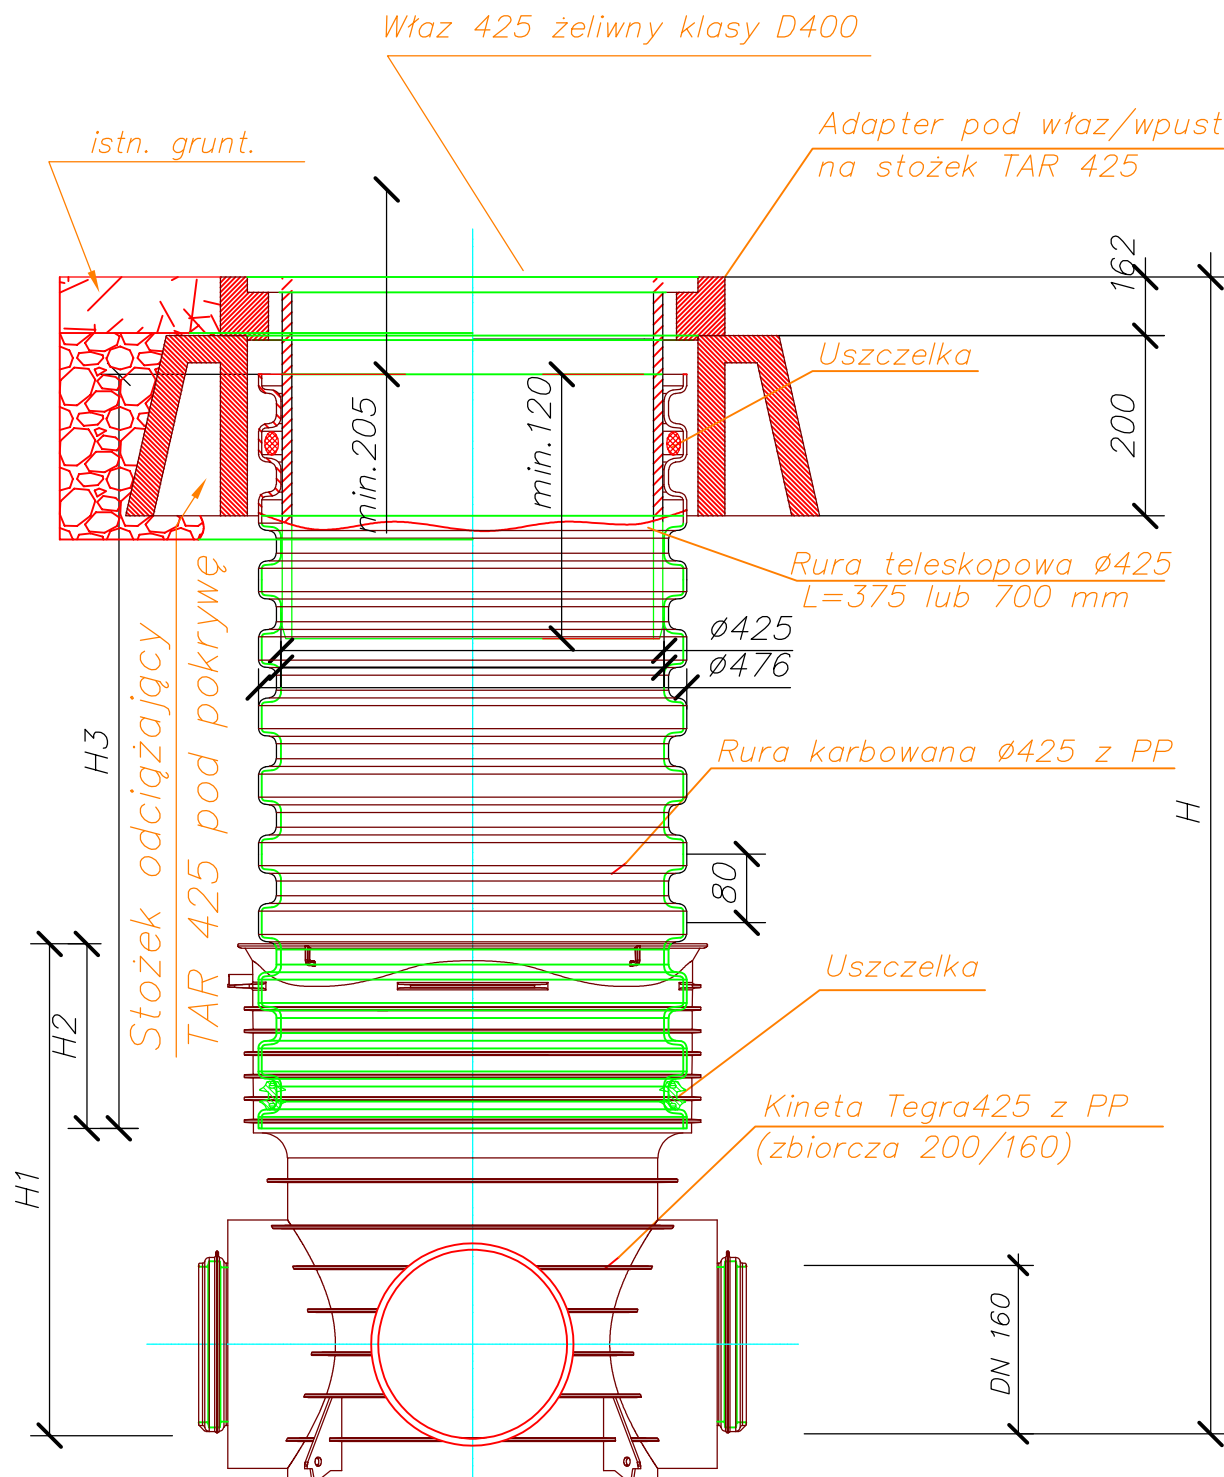 Właz 425 żeliwny klasy D400
istn. grunt.
Adapter pod właz/wpust
na stożek TAR 425
162
Uszczelka
200
min.205
min.120
Rura teleskopowa ø425
L=375 lub 700 mm
ø425
ø476
Stożek odciążający
TAR 425 pod pokrywę
H3
Rura karbowana ø425 z PP
H
80
Uszczelka
H2
Kineta Tegra425 z PP
(zbiorcza 200/160)
H1
DN 160